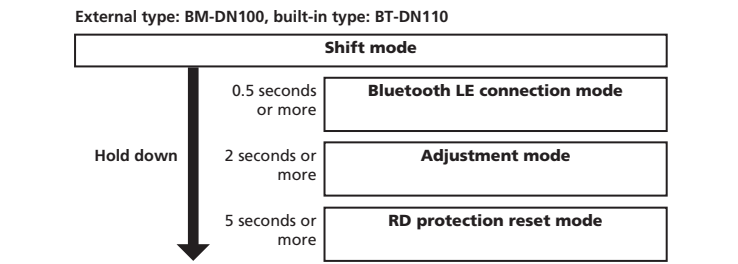 External type: BM-DN100, built-in type: BT-DN110
Shift mode
0.5 seconds or more
Bluetooth LE connection mode
Hold down
2 seconds or more
Adjustment mode
5 seconds or more
RD protection reset mode